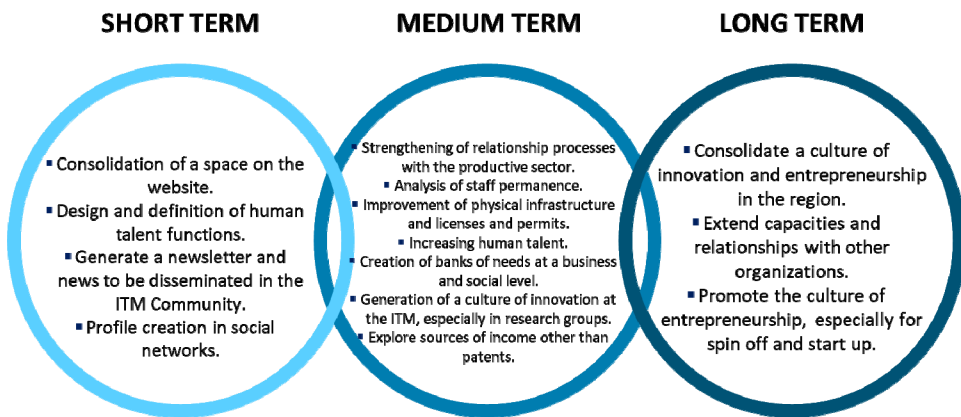 SHORT TERM
MEDIUM TERM
LONG TERM
▪ Consolidation of a space on the
website.
▪ Design and definition of human
talent functions.
▪ Generate a newsletter and
news to be disseminated in the
ITM Community.
▪ Profile creation in social
networks.
▪ Strengthening of relationship processes
with the productive sector.
▪ Analysis of staff permanence.
▪ Improvement of physical infrastructure
and licenses and permits.
▪ Increasing human talent.
▪ Creation of banks of needs at a business
and social level.
▪ Generation of a culture of innovation at
the ITM, especially in research groups.
▪ Explore sources of income other than
patents.
▪ Consolidate a culture of
innovation and entrepreneurship
in the region.
▪ Extend capacities and
relationships with other
organizations.
▪ Promote the culture of
entrepreneurship, especially for
spin off and start up.